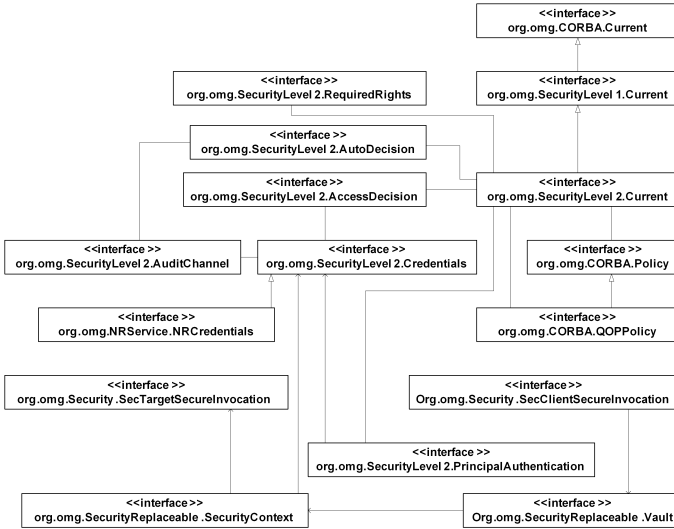 <<interface >>
org.omg.CORBA.Current
<<interface >>
org.omg.SecurityLevel 2.RequiredRights
<<interface >>
org.omg.SecurityLevel 1.Current
<<interface >>
org.omg.SecurityLevel 2.AutoDecision
<<interface >>
org.omg.SecurityLevel 2.AccessDecision
<<interface >>
org.omg.SecurityLevel 2.Current
<<interface >>
org.omg.SecurityLevel 2.AuditChannel
<<interface >>
org.omg.SecurityLevel 2.Credentials
<<interface >>
org.omg.CORBA.Policy
<<interface >>
org.omg.NRService.NRCredentials
<<interface >>
org.omg.CORBA.QOPPolicy
<<interface >>
org.omg.Security .SecTargetSecureInvocation
<<interface >>
Org.omg.Security .SecClientSecureInvocation
<<interface >>
org.omg.SecurityLevel 2.PrincipalAuthentication
<<interface >>
org.omg.SecurityReplaceable .SecurityContext
<<interface >>
Org.omg.SecurityReplaceable .Vault